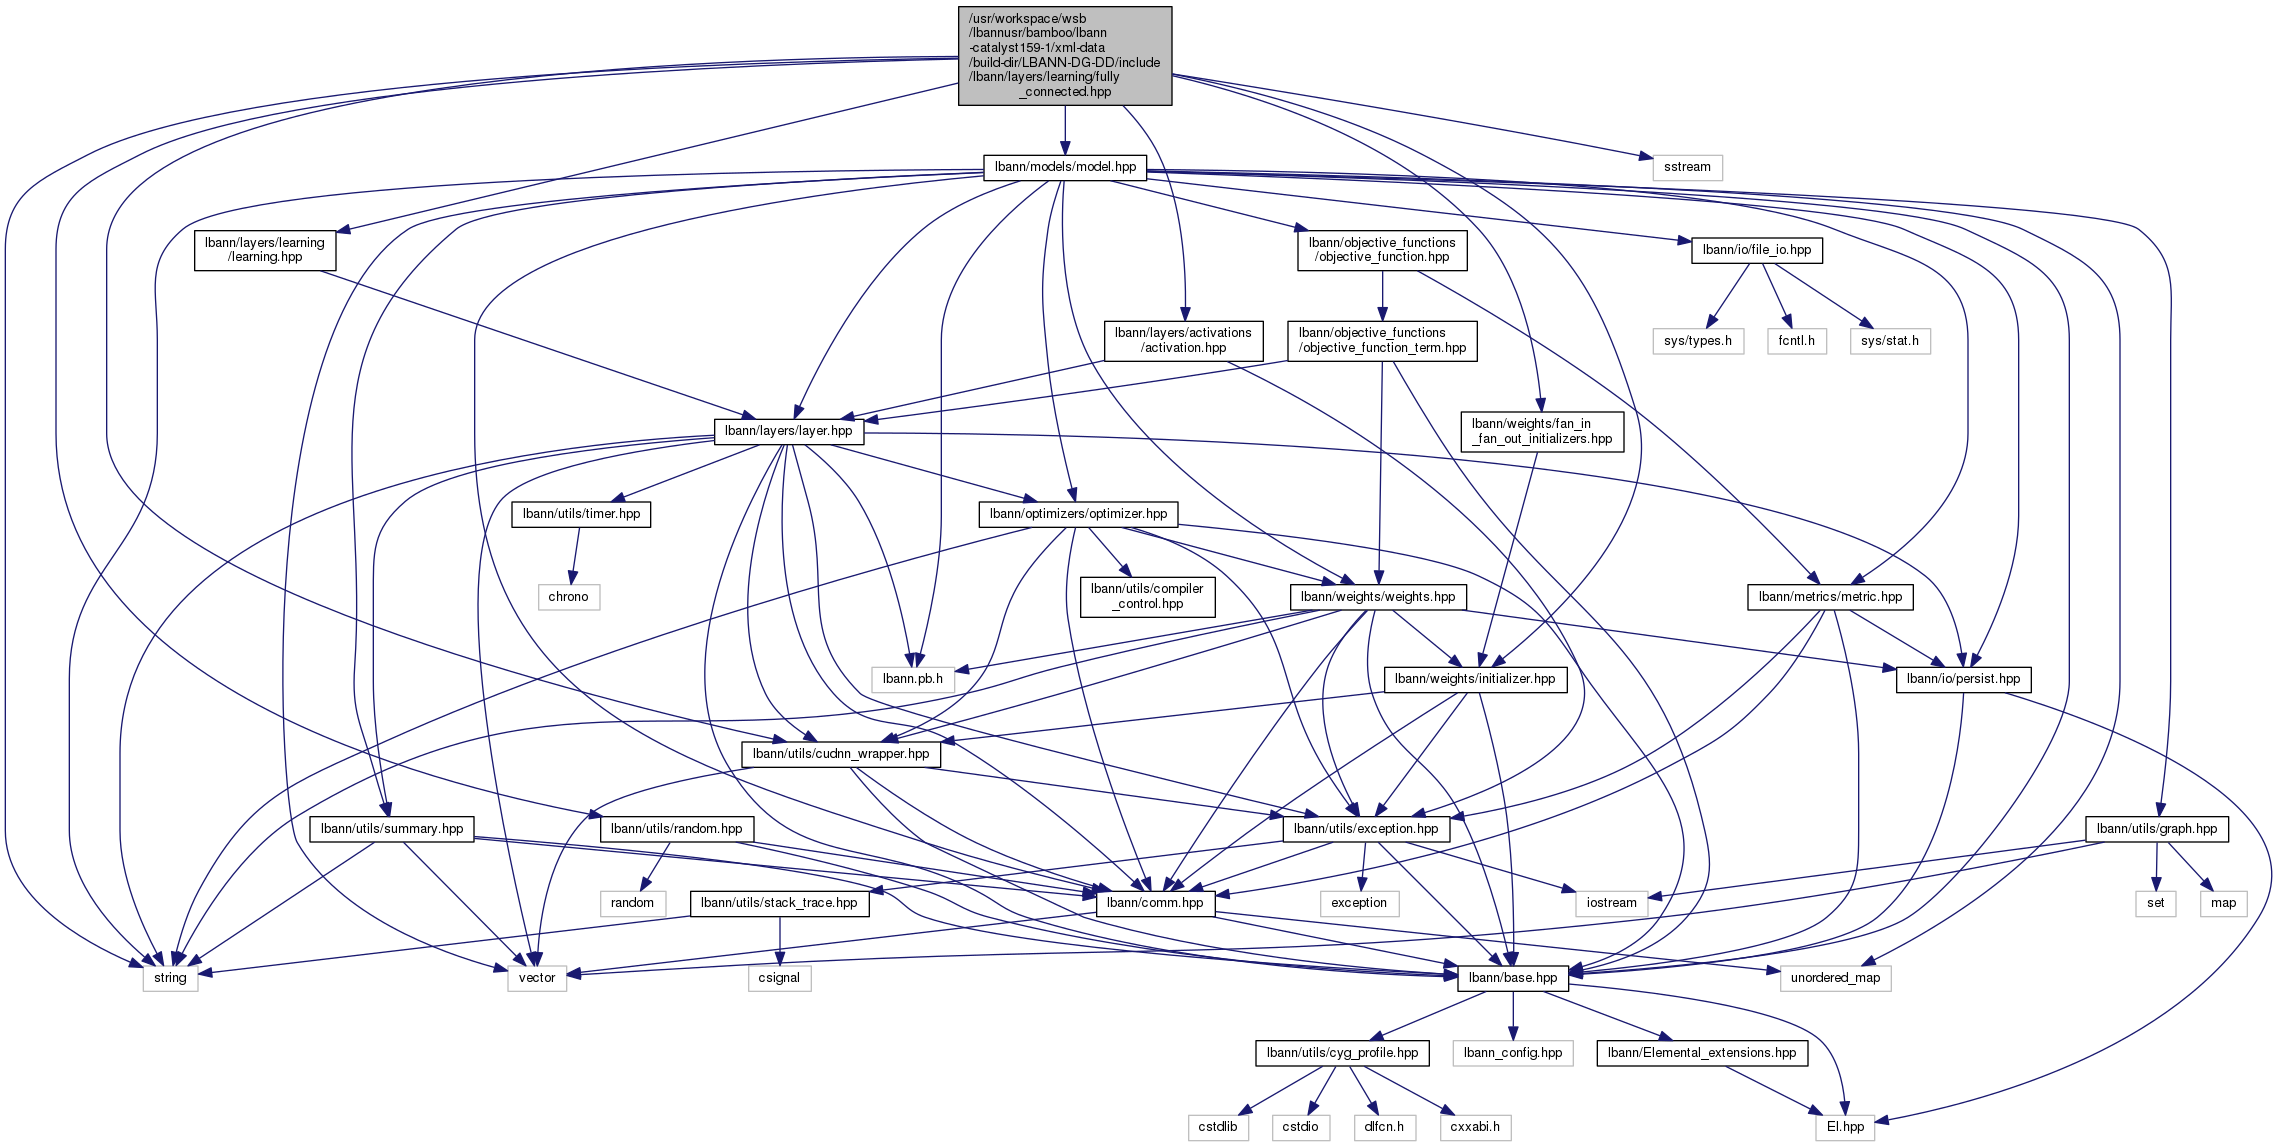 /usr/workspace/wsb
/lbannusr/bamboo/lbann
-catalyst159-1/xml-data
/build-dir/LBANN-DG-DD/include
/lbann/layers/learning/fully
_connected.hpp
lbann/models/model.hpp
sstream
lbann/layers/learning
/learning.hpp
lbann/objective_functions
/objective_function.hpp
lbann/io/file_io.hpp
lbann/layers/activations
/activation.hpp
lbann/objective_functions
/objective_function_term.hpp
sys/types.h
fcntl.h
sys/stat.h
lbann/layers/layer.hpp
lbann/weights/fan_in
_fan_out_initializers.hpp
lbann/utils/timer.hpp
lbann/optimizers/optimizer.hpp
chrono
lbann/utils/compiler
_control.hpp
lbann/weights/weights.hpp
lbann/metrics/metric.hpp
lbann.pb.h
lbann/weights/initializer.hpp
lbann/io/persist.hpp
lbann/utils/cudnn_wrapper.hpp
lbann/utils/summary.hpp
lbann/utils/random.hpp
lbann/utils/exception.hpp
lbann/utils/graph.hpp
random
lbann/utils/stack_trace.hpp
lbann/comm.hpp
exception
iostream
set
map
string
vector
csignal
lbann/base.hpp
unordered_map
lbann/utils/cyg_profile.hpp
lbann_config.hpp
lbann/Elemental_extensions.hpp
cstdlib
cstdio
dlfcn.h
cxxabi.h
El.hpp